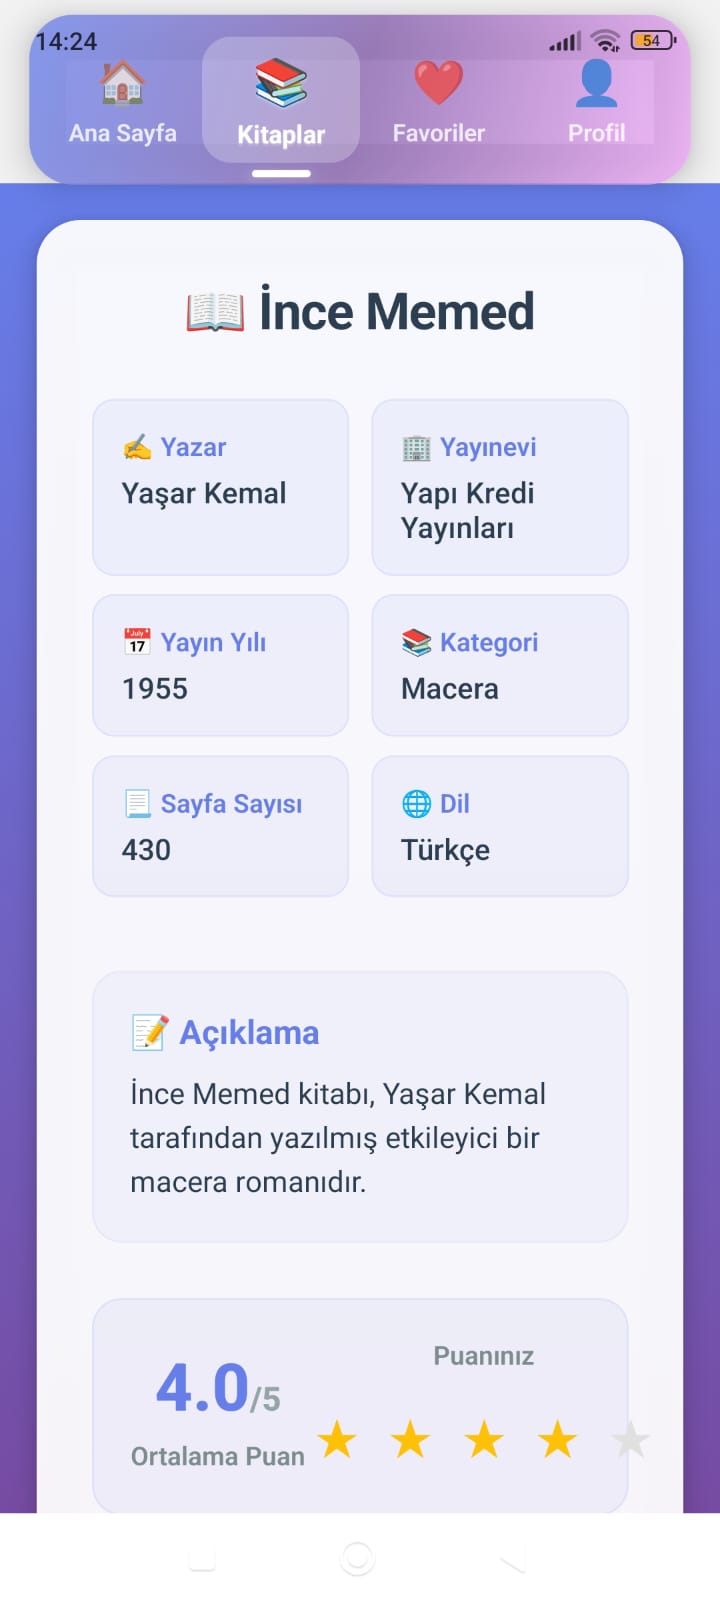 14:24
54
Ana Sayfa
Kitaplar
Favoriler
Profil
İnce Memed
Yazar
Yaşar Kemal
Yayınevi
Yapı Kredi
Yayınları
July
17
Yayın Yılı
1955
Kategori
Macera
Sayfa Sayısı
430
Dil
Türkçe
Açıklama
İnce Memed kitabı, Yaşar Kemal
tarafından yazılmış etkileyici bir
macera romanıdır.
4.0/5
Ortalama Puan
Puanınız